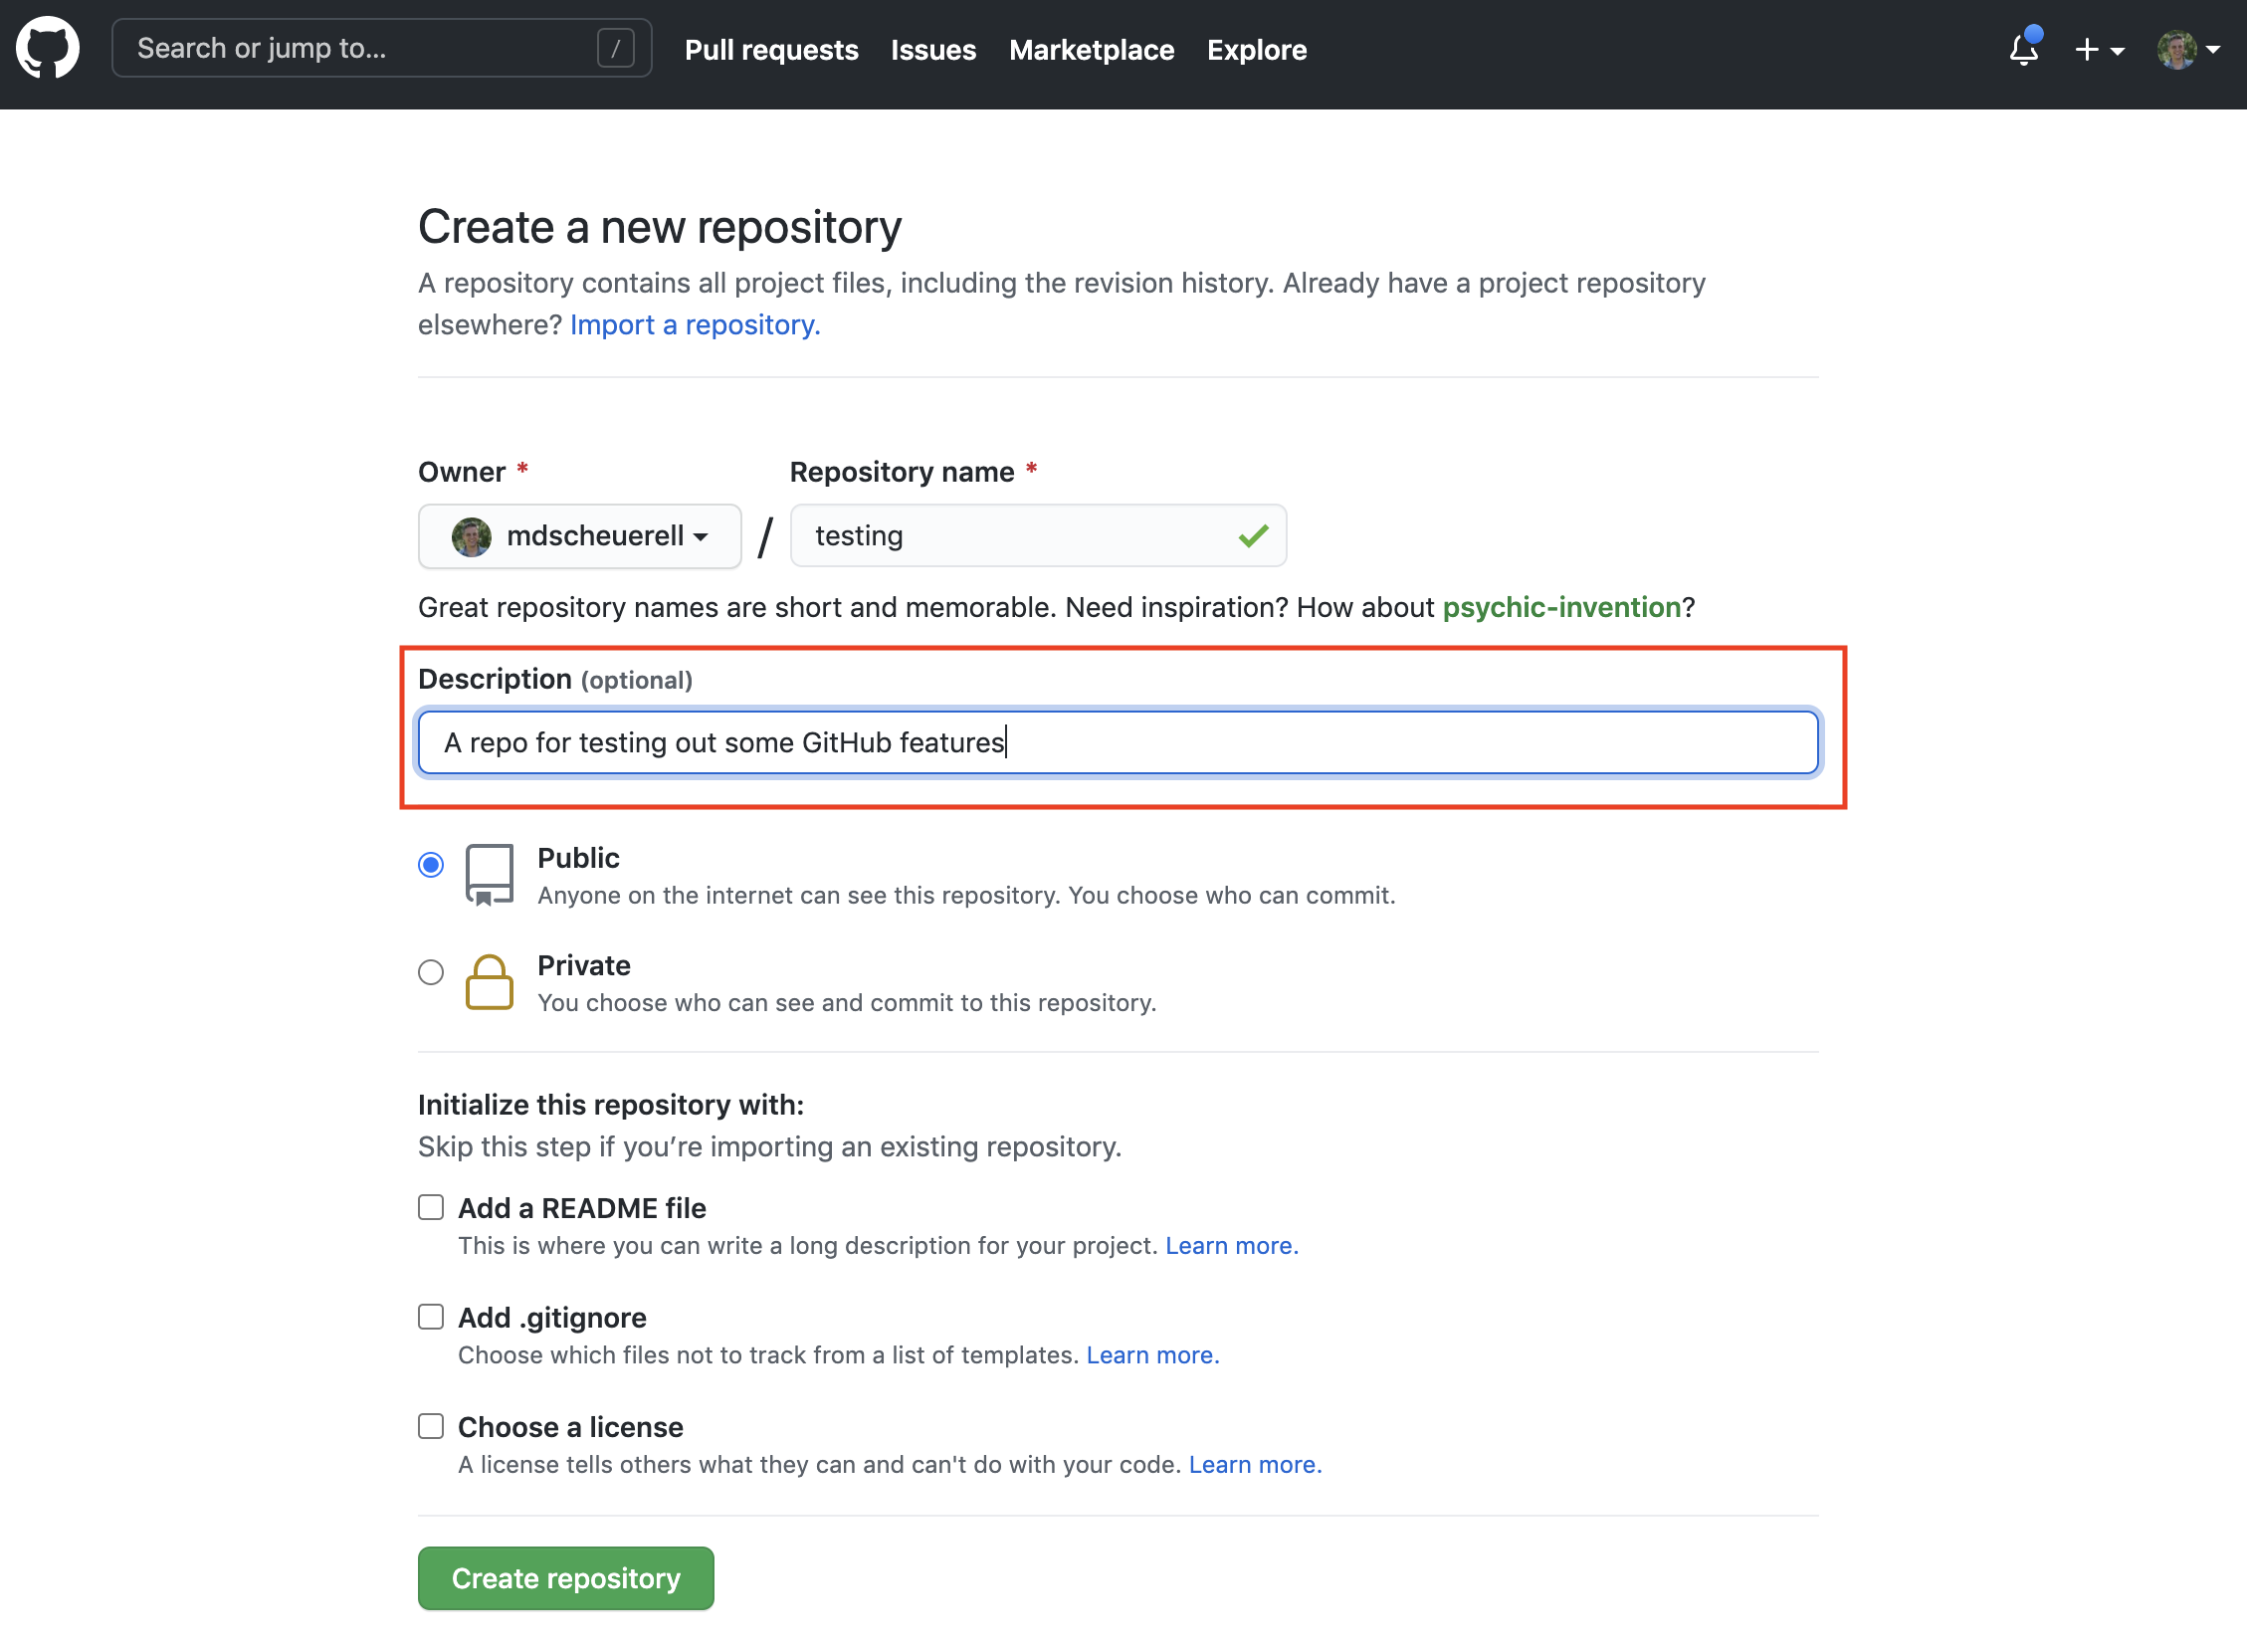 Search or jump to... /
Pull requests Issues Marketplace Explore
Create a new repository
A repository contains all project files, including the revision history. Already have a project repository
elsewhere? Import a repository.
Owner * Repository name *
mdscheuerell / testing
Great repository names are short and memorable. Need inspiration? How about psychic-invention?
Description (optional)
A repo for testing out some GitHub features
Public
Anyone on the internet can see this repository. You choose who can commit.
Private
You choose who can see and commit to this repository.
Initialize this repository with:
Skip this step if you’re importing an existing repository.
Add a README file
This is where you can write a long description for your project. Learn more.
Add .gitignore
Choose which files not to track from a list of templates. Learn more.
Choose a license
A license tells others what they can and can't do with your code. Learn more.
Create repository